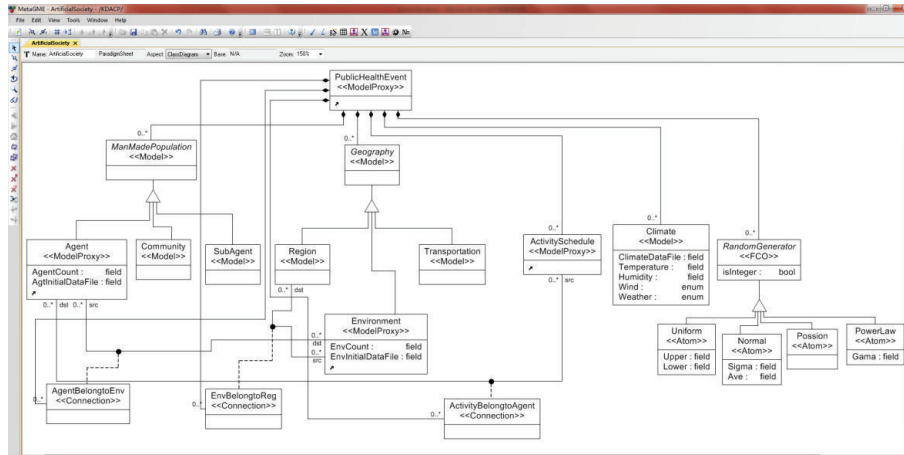 MetaGME - ArtificialSociety - /KDACP/
File Edit View Tools Window Help
ArtificialSociety X
Name: ArtificialSociety ParadigmSheet Aspect: ClassDiagram Base: N/A Zoom: 150%
PublicHealthEvent
<<ModelProxy>>
0..*
ManMadePopulation
<<Model>>
0..*
Geography
<<Model>>
Agent
<<ModelProxy>>
AgentCount : field
AgtInitialDataFile : field
Community
<<Model>>
SubAgent
<<Model>>
Region
<<Model>>
Transportation
<<Model>>
0..*
ActivitySchedule
<<ModelProxy>>
0..*
Climate
<<Model>>
ClimateDataFile : field
Temperature : field
Humidity : field
Wind : enum
Weather : enum
0..*
RandomGenerator
<<FCO>>
isInteger : bool
0..* dst 0..* src
0..* dst
0..* src
Environment
<<ModelProxy>>
EnvCount : field
EnvInitialDataFile : field
0..*
dst
0..*
src
Uniform
<<Atom>>
Upper : field
Lower : field
Normal
<<Atom>>
Sigma : field
Ave : field
Possion
<<Atom>>
PowerLaw
<<Atom>>
Gama : field
AgentBelongtoEnv
<<Connection>>
0..*
EnvBelongtoReg
<<Connection>>
0..*
ActivityBelongtoAgent
<<Connection>>
0..*